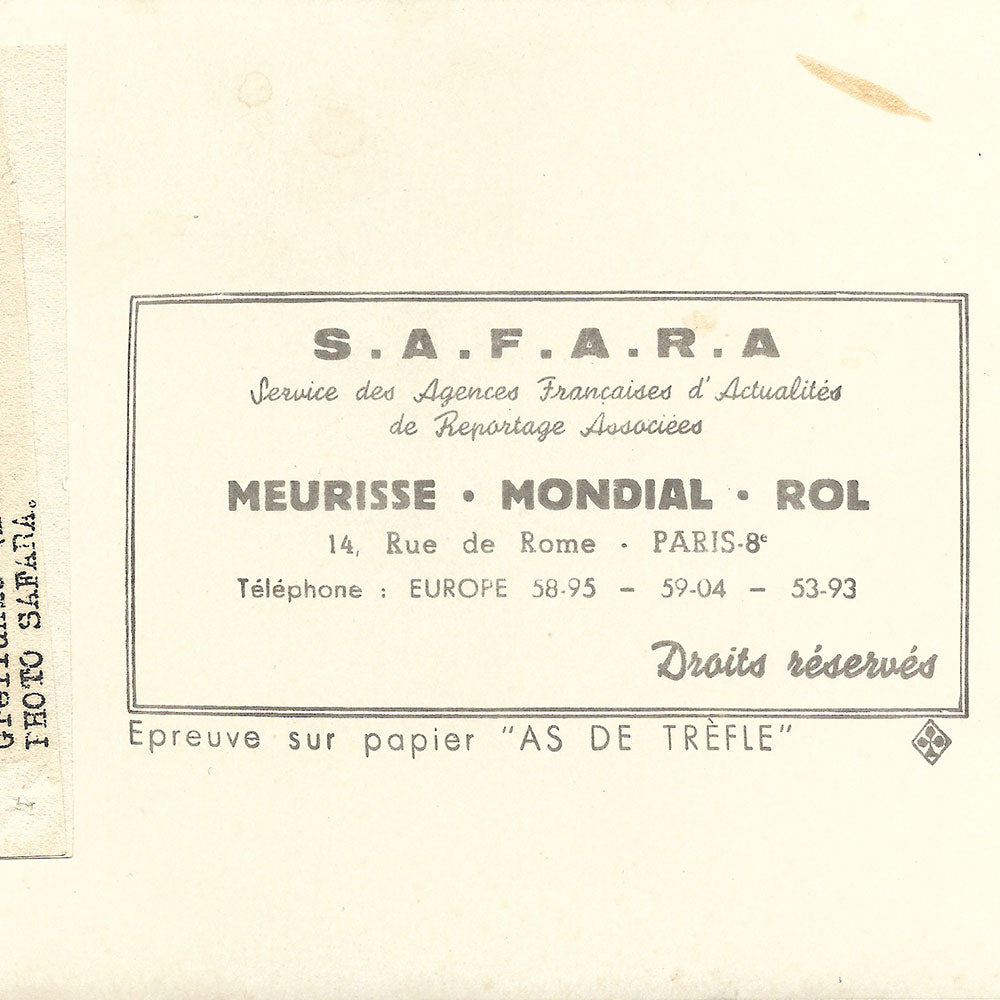 S.A.F.A.R.A
Service des Agences Françaises d'Actualités
de Reportage Associées
MEURISSE · MONDIAL · ROL
14, Rue de Rome · PARIS-8e
Téléphone : EUROPE 58-95 – 59-04 – 53-93
Droits réservés
Epreuve sur papier "AS DE TRÈFLE"
PHOTO SAFARA.